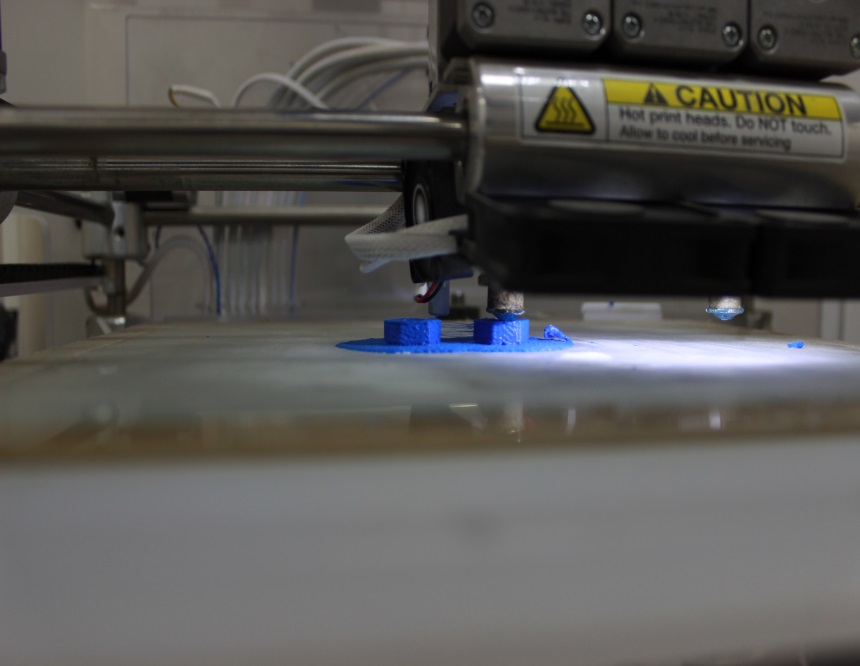 CAUTION
Hot print heads. Do NOT touch.
Allow to cool before servicing